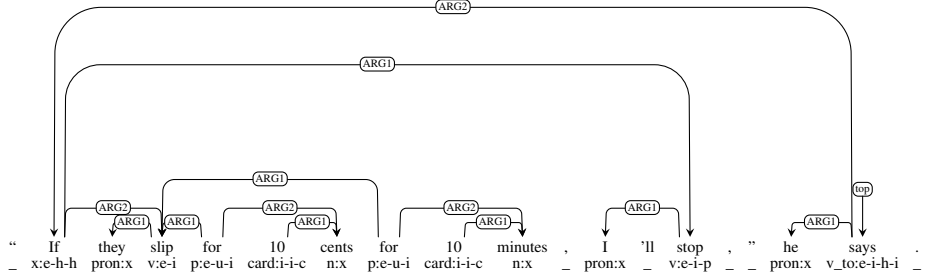 ARG2
ARG1
ARG1
top
ARG2 ARG2 ARG2 ARG1
ARG1 ARG1 ARG1 ARG1 ARG1
“ If they slip for 10 cents for 10 minutes , I ’ll stop , ” he says .
_ x:e-h-h pron:x v:e-i p:e-u-i card:i-i-c n:x p:e-u-i card:i-i-c n:x _ pron:x _ v:e-i-p _ _ pron:x v_to:e-i-h-i _